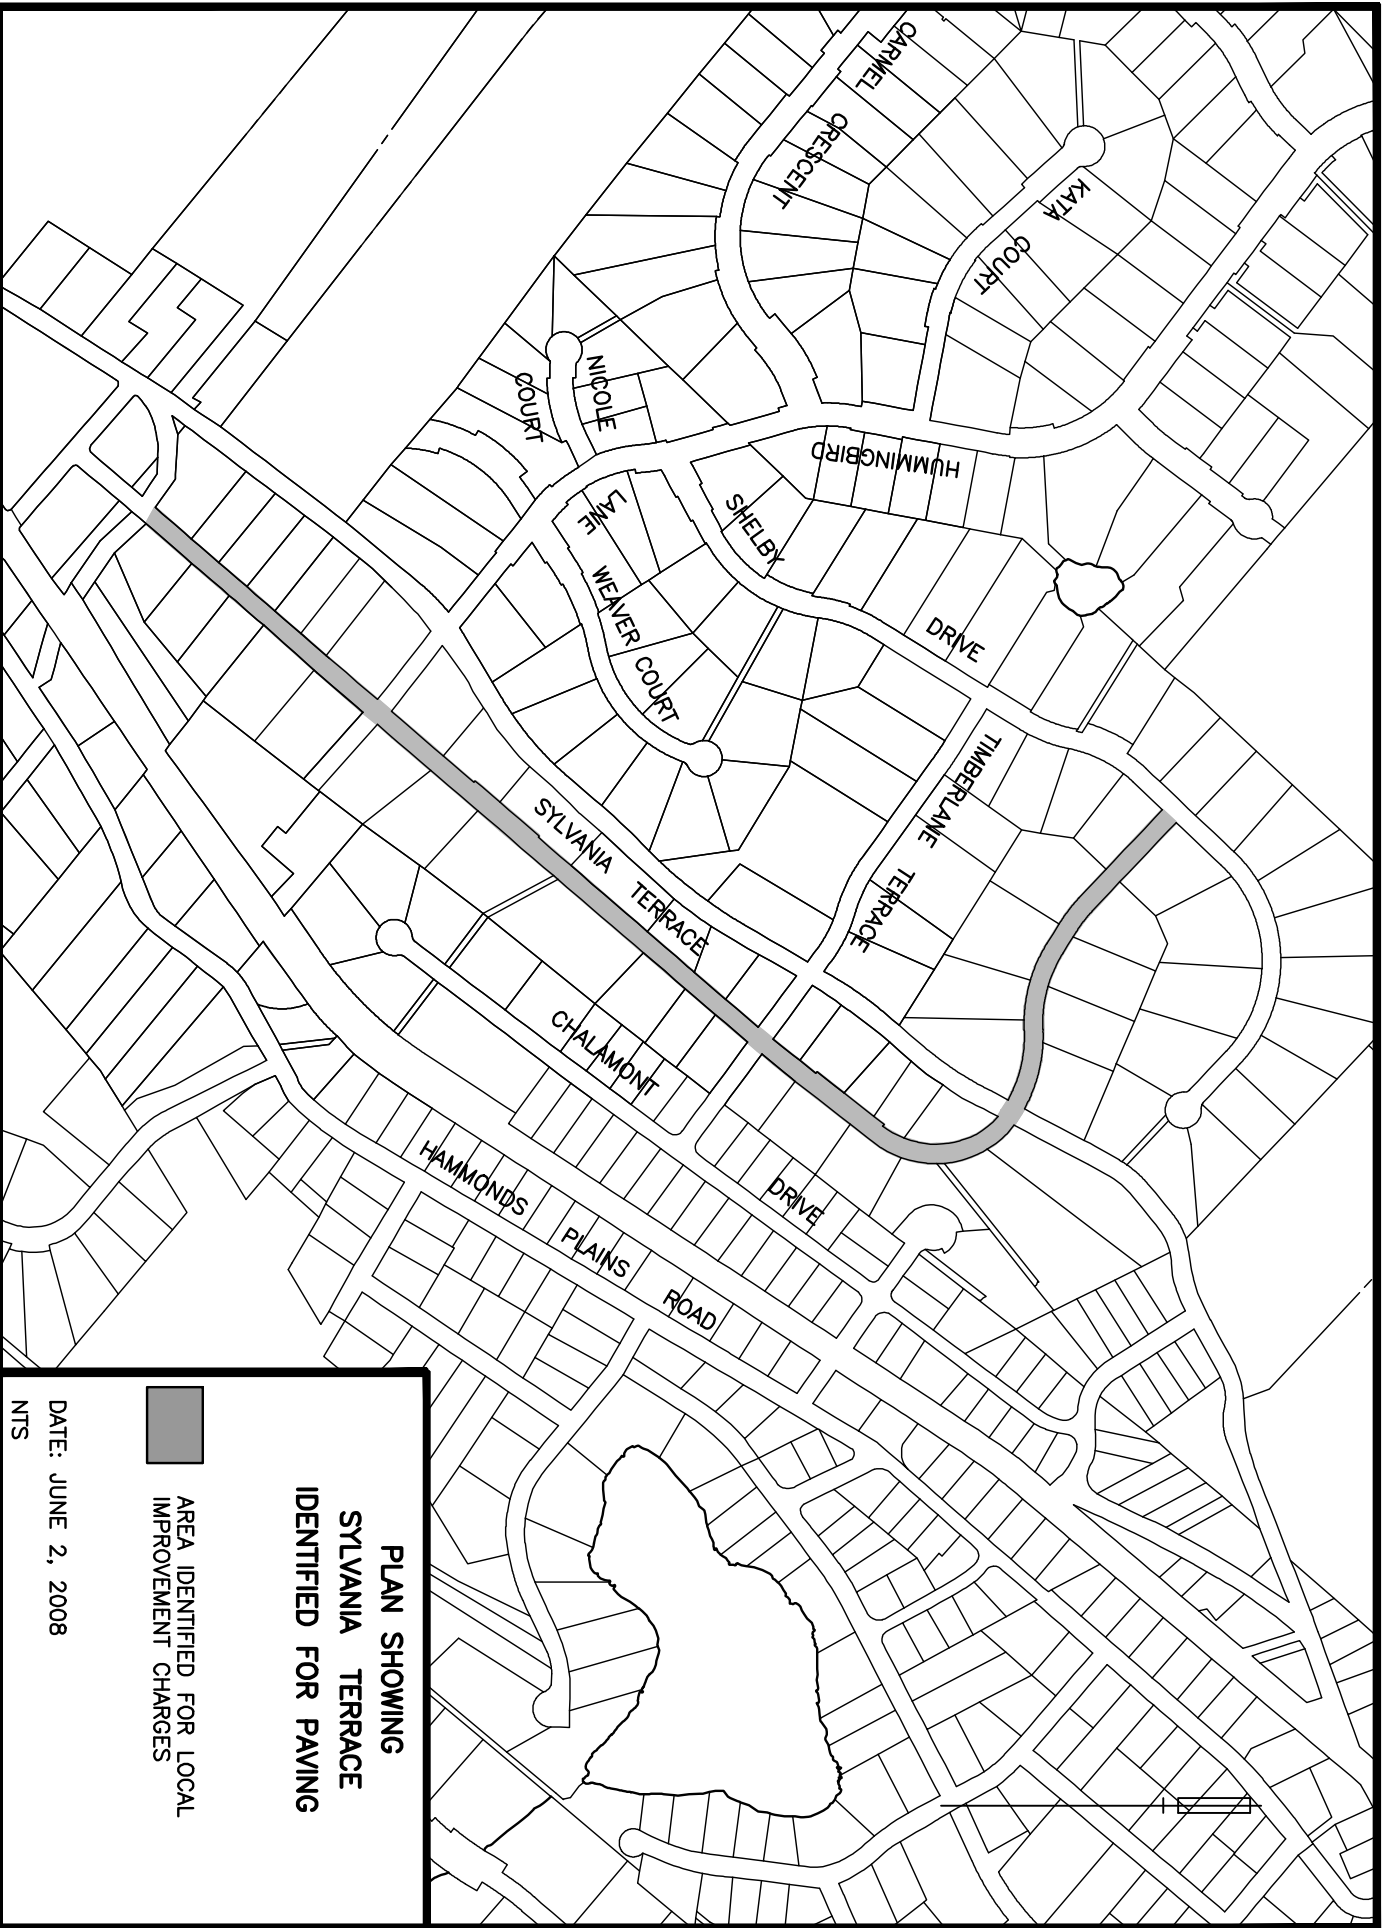 CARMEL CRESCENT
KATA COURT
NICOLE
COURT
HUMMINGBIRD
LANE
SHELBY DRIVE
WEAVER COURT
TIMBERLANE TERRACE
SYLVANIA TERRACE
CHALAMONT DRIVE
HAMMONDS PLAINS ROAD
PLAN SHOWING
SYLVANIA TERRACE
IDENTIFIED FOR PAVING
AREA IDENTIFIED FOR LOCAL
IMPROVEMENT CHARGES
DATE: JUNE 2, 2008
NTS